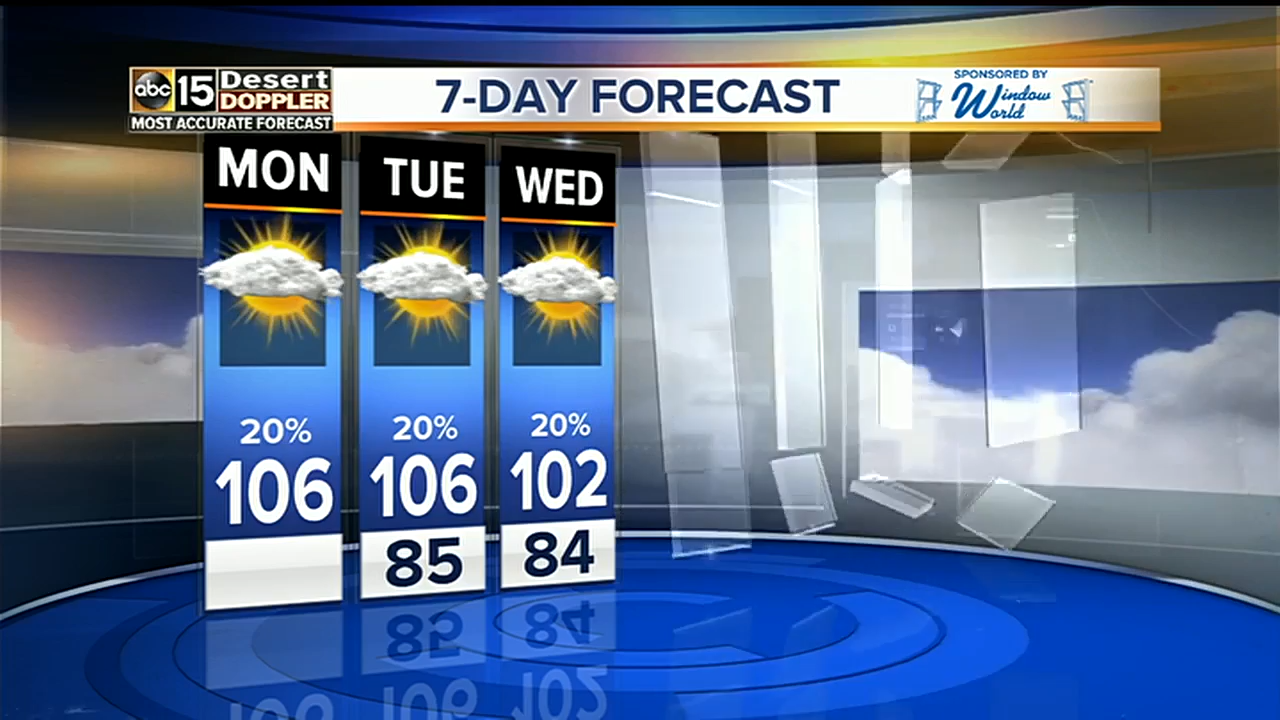 abc 15 Desert
DOPPLER
MOST ACCURATE FORECAST
7-DAY FORECAST
SPONSORED BY
Window
World
MON TUE WED
20% 20% 20%
106 106 102
85 84